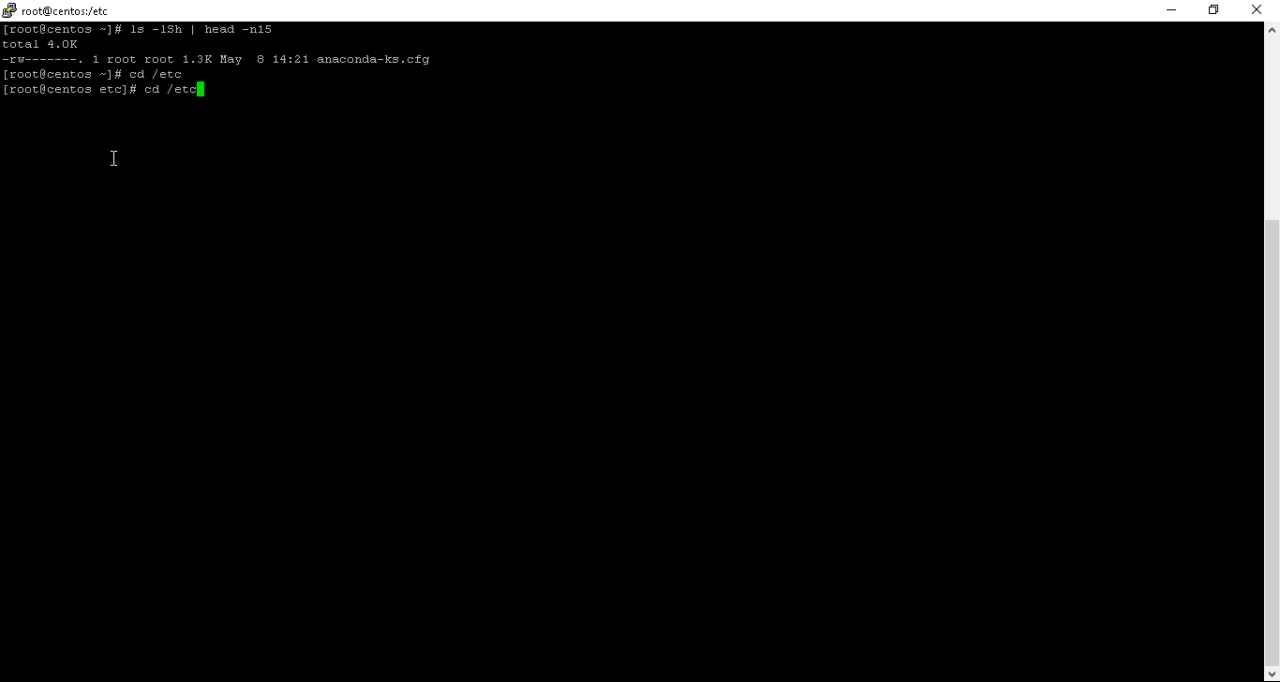 root@centos:/etc
[root@centos ~]# ls -lSh | head -n15
total 4.0K
-rw-------. 1 root root 1.3K May  8 14:21 anaconda-ks.cfg
[root@centos ~]# cd /etc
[root@centos etc]# cd /etc